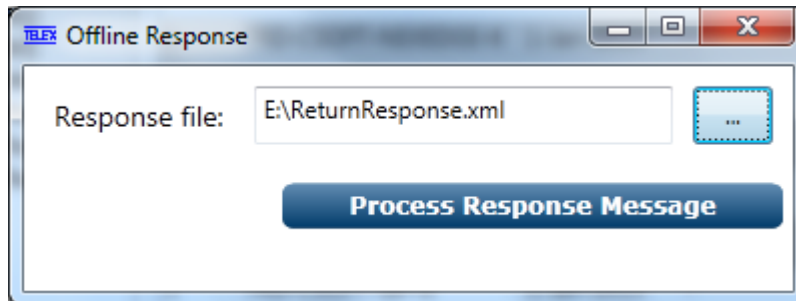 TELEX Offline Response
Response file: E:\ReturnResponse.xml ...
Process Response Message